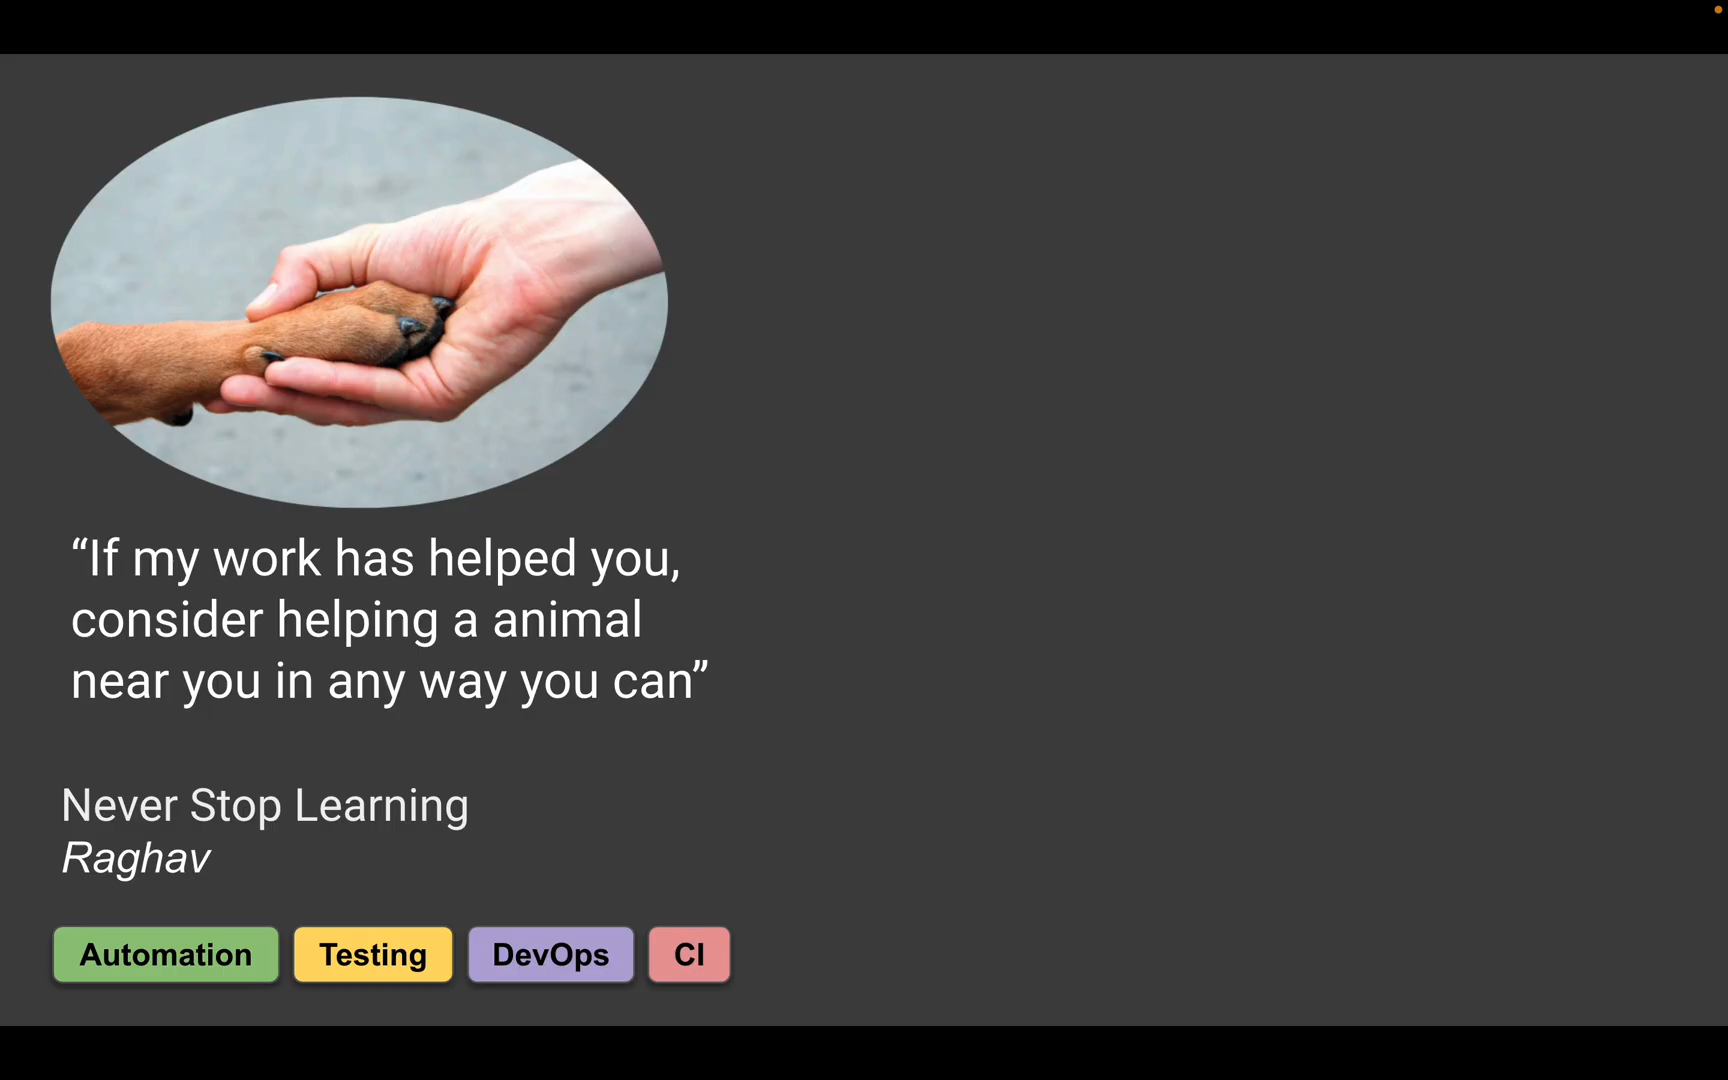 “If my work has helped you,
consider helping a animal
near you in any way you can”
Never Stop Learning
Raghav
Automation Testing DevOps CI